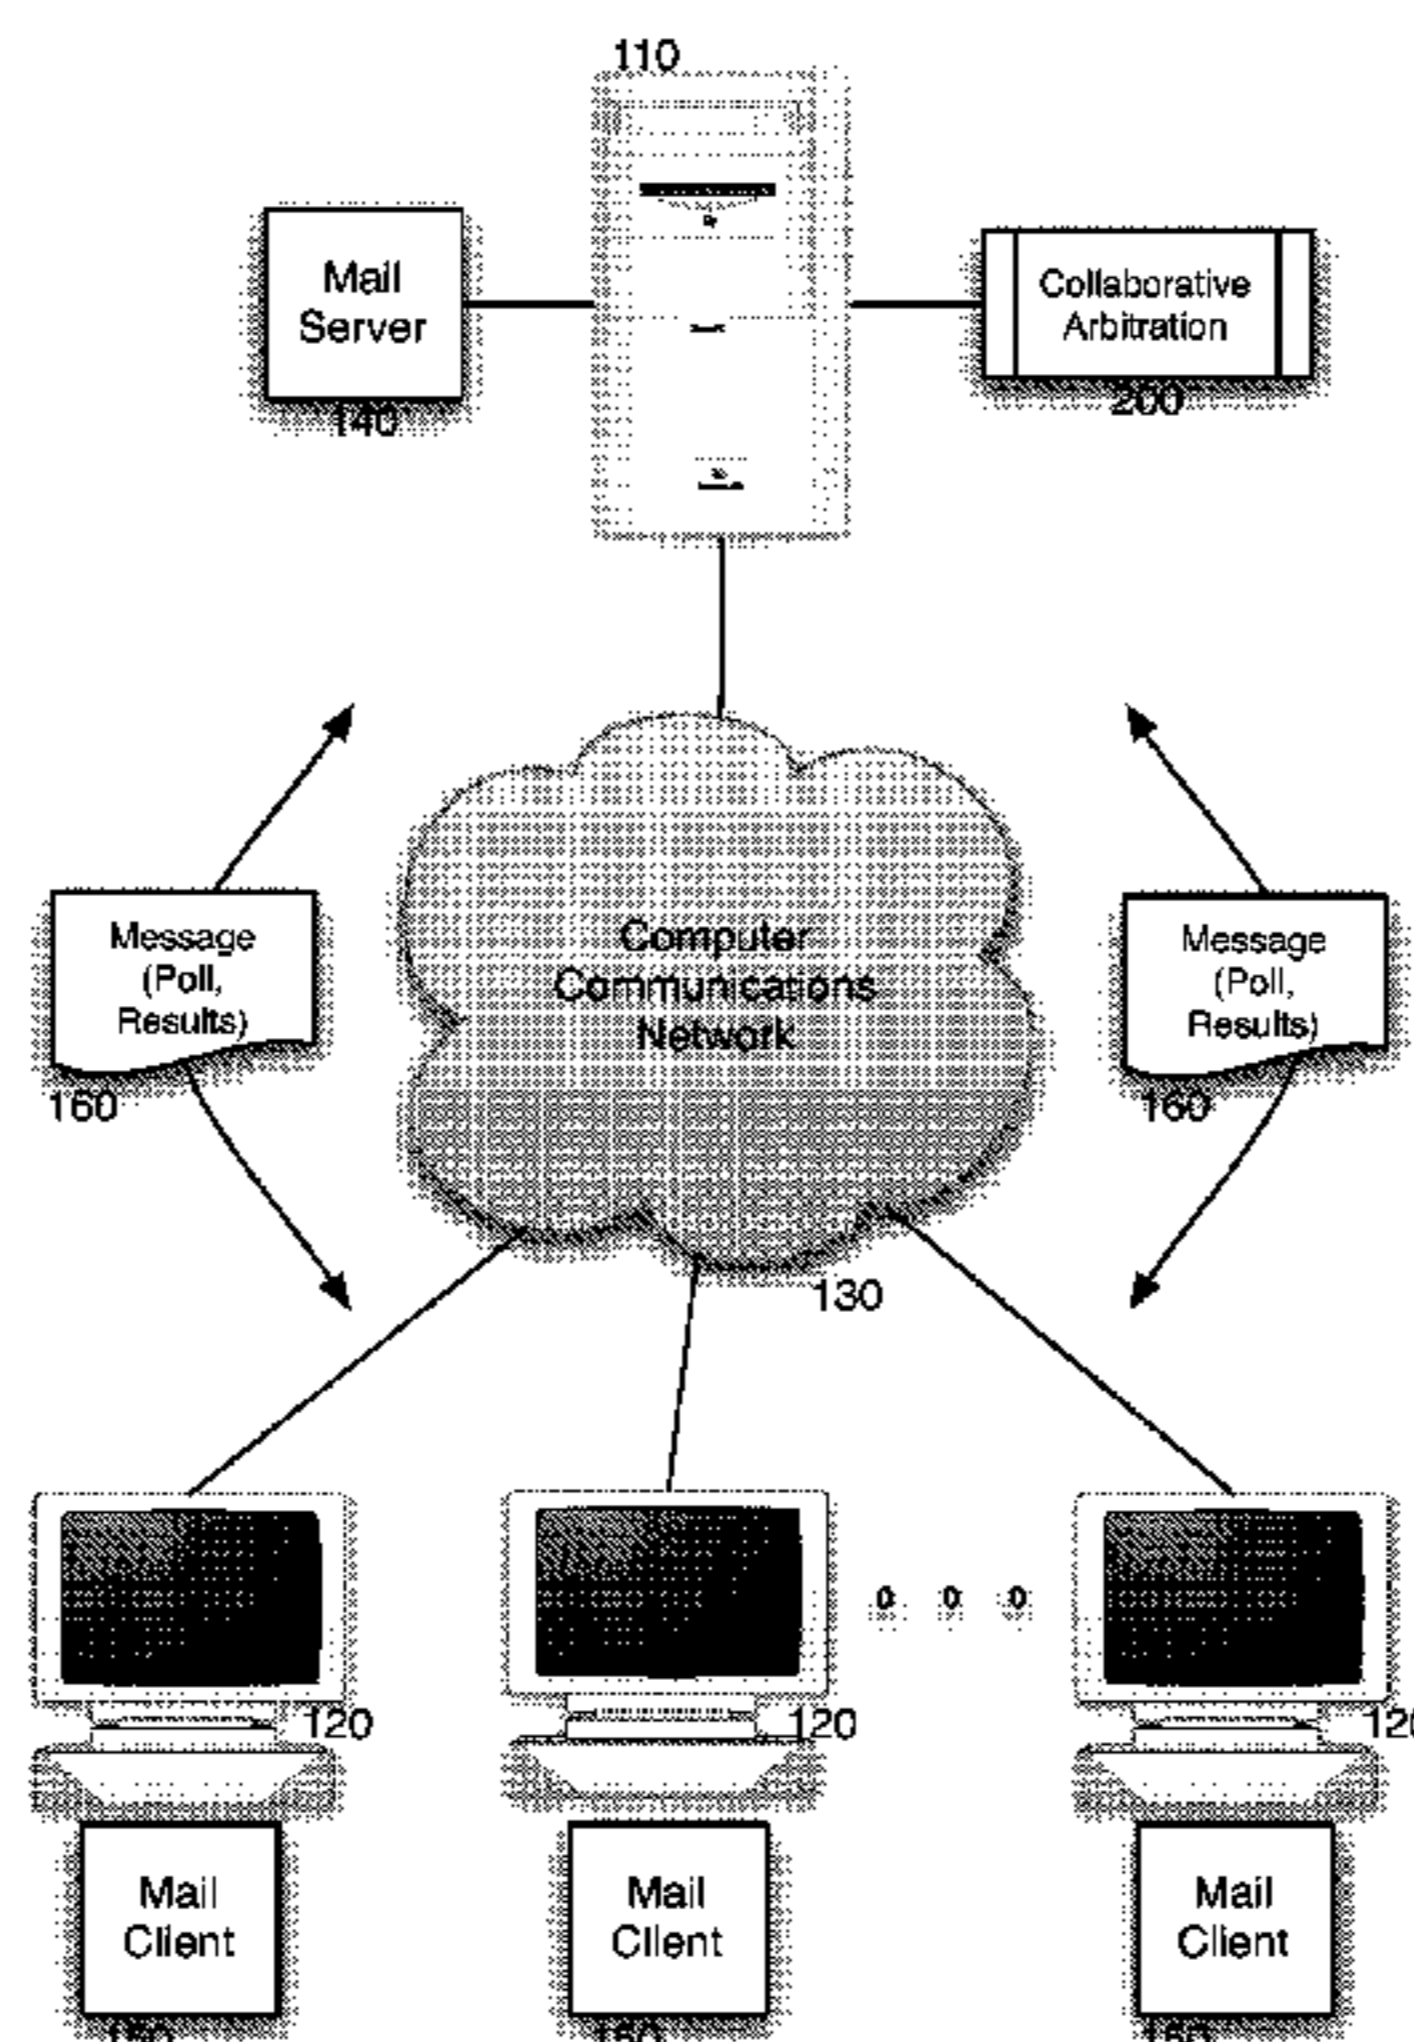 110
Mail
Server
140
Collaborative
Arbitration
200
Message
(Poll,
Results)
160
Computer
Communications
Network
130
Message
(Poll,
Results)
160
120
120
120
Mail
Client
Mail
Client
Mail
Client